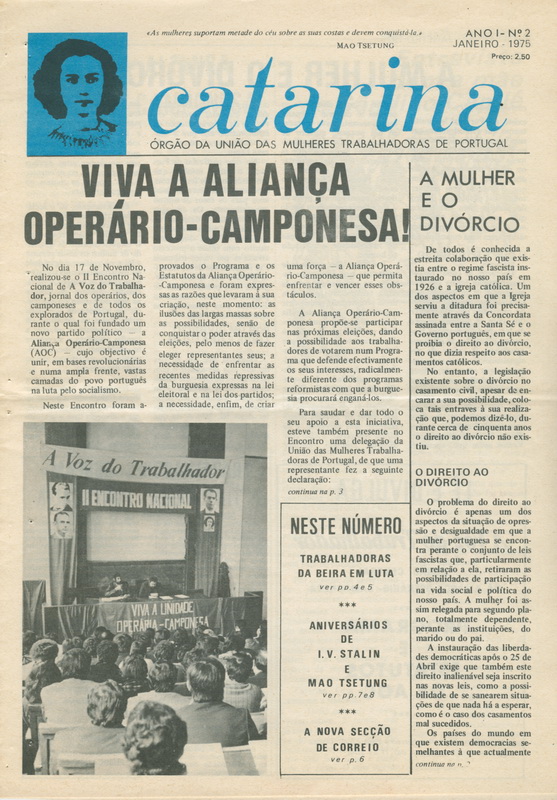 «As mulheres suportam metade do céu sobre as suas costas e devem conquistá-la.»
MAO TSETUNG
ANO I - Nº 2
JANEIRO - 1975
Preço: 2,50
catarina
ÓRGÃO DA UNIÃO DAS MULHERES TRABALHADORAS DE PORTUGAL
VIVA A ALIANÇA
OPERÁRIO-CAMPONESA!
No dia 17 de Novembro,
realizou-se o II Encontro Na-
cional de A Voz do Trabalha-
dor, jornal dos operários, dos
camponeses e de todos os
explorados de Portugal, du-
rante o qual foi fundado um
novo partido político — a
Aliança Operário-Camponesa
(AOC) — cujo objectivo é
unir, em bases revolucionárias
e numa ampla frente, vastas
camadas do povo português
na luta pelo socialismo.
Neste Encontro foram a-
provados o Programa e os
Estatutos da Aliança Operário-
Camponesa e foram expres-
sas as razões que levaram a sua
criação, neste momento: as
ilusões das largas massas sobre
as possibilidades, senão de
conquistar o poder através das
eleições, pelo menos de fazer
eleger representantes seus; a
necessidade de enfrentar as
recentes medidas repressivas
da burguesia expressas na lei
eleitoral e na lei dos partidos;
a necessidade, enfim, de criar
uma força — a Aliança Operá-
rio-Camponesa — que permita
enfrentar e vencer esses obs-
táculos.
A Aliança Operário-Cam-
ponesa propõe-se participar
nas próximas eleições, dando
a possibilidade aos trabalha-
dores de votarem num Progra-
ma que defende efectivamente
os seus interesses, radicalmen-
te diferente dos programas
reformistas com que a burgue-
sia procurará enganá-los.
Para saudar e dar todo o
seu apoio a esta iniciativa,
esteve também presente no
Encontro uma delegação da
União das Mulheres Trabalha-
doras de Portugal, de que uma
representante fez a seguinte
declaração:
continua na p. 3
A Voz do Trabalhador
II ENCONTRO NACIONAL
VIVA A UNIDADE
OPERÁRIA-CAMPONESA
NESTE NÚMERO
TRABALHADORAS
DA BEIRA EM LUTA
ver pp. 4 e 5
***
ANIVERSÁRIOS
DE
I. V. STALIN
E
MAO TSETUNG
ver pp. 7 e 8
***
A NOVA SECÇÃO
DE CORREIO
ver p. 6
A MULHER
E O
DIVÓRCIO
De todos é conhecida a
estreita colaboração que exis-
tia entre o regime fascista ins-
taurado no nosso país em
1926 e a igreja católica. Um
dos aspectos em que a Igreja
serviu a ditadura foi precisa-
mente através da Concordata
assinada entre a Santa Sé e o
Governo português, em que se
proibia o direito ao divórcio,
no que dizia respeito aos casa-
mentos católicos.
No entanto, a legislação
existente sobre o divórcio no
casamento civil, apesar de en-
carar a sua possibilidade, colo-
ca tais entraves à sua realiza-
ção que, podemos dizê-lo, du-
rante cerca de cinquenta anos
o direito ao divórcio não exis-
tiu.
O DIREITO AO
DIVÓRCIO
O problema do direito ao
divórcio é apenas um dos
aspectos da situação de opres-
são e desigualdade em que a
mulher portuguesa se encon-
tra perante o conjunto de leis
fascistas que, particularmente
em relação a ela, retiraram as
possibilidades de participação
na vida social e política do
nosso país. A mulher foi as-
sim relegada para segundo pla-
no, totalmente dependente,
perante as instituições, do
marido ou do pai.
A instauração das liberda-
des democráticas após o 25 de
Abril exige que também este
direito inalienável seja inscrito
nas novas leis, como a possi-
bilidade de se sanearem situa-
ções de que nada há a esperar,
como é o caso dos casamentos
mal sucedidos.
Os países do mundo em
que existem democracias se-
melhantes à que actualmente
continua na p.